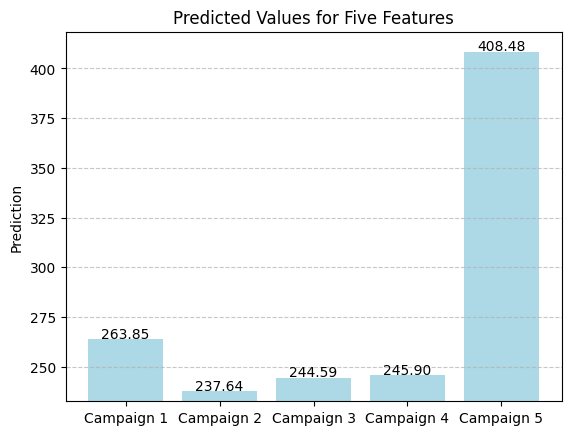 Predicted Values for Five Features
Prediction
400
375
350
325
300
275
250
263.85
237.64
244.59
245.90
408.48
Campaign 1
Campaign 2
Campaign 3
Campaign 4
Campaign 5